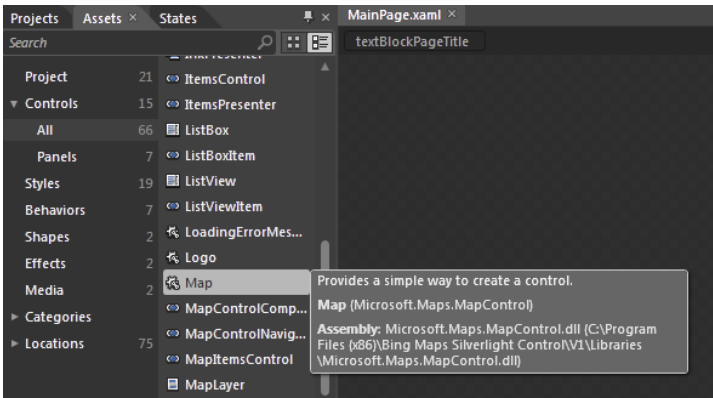 Projects Assets × States × MainPage.xaml ×
Search textBlockPageTitle
InkPresenter
Project 21 ItemsControl
Controls 15 ItemsPresenter
All 66 ListBox
Panels 7 ListBoxItem
Styles 19 ListView
Behaviors 7 ListViewItem
Shapes 2 LoadingErrorMes...
Effects 2 Logo
Media 2 Map
Categories MapControlComp...
Locations 75 MapControlNavig...
MapItemsControl
MapLayer
Provides a simple way to create a control.
Map (Microsoft.Maps.MapControl)
Assembly: Microsoft.Maps.MapControl.dll (C:\Program
Files (x86)\Bing Maps Silverlight Control\V1\Libraries
\Microsoft.Maps.MapControl.dll)